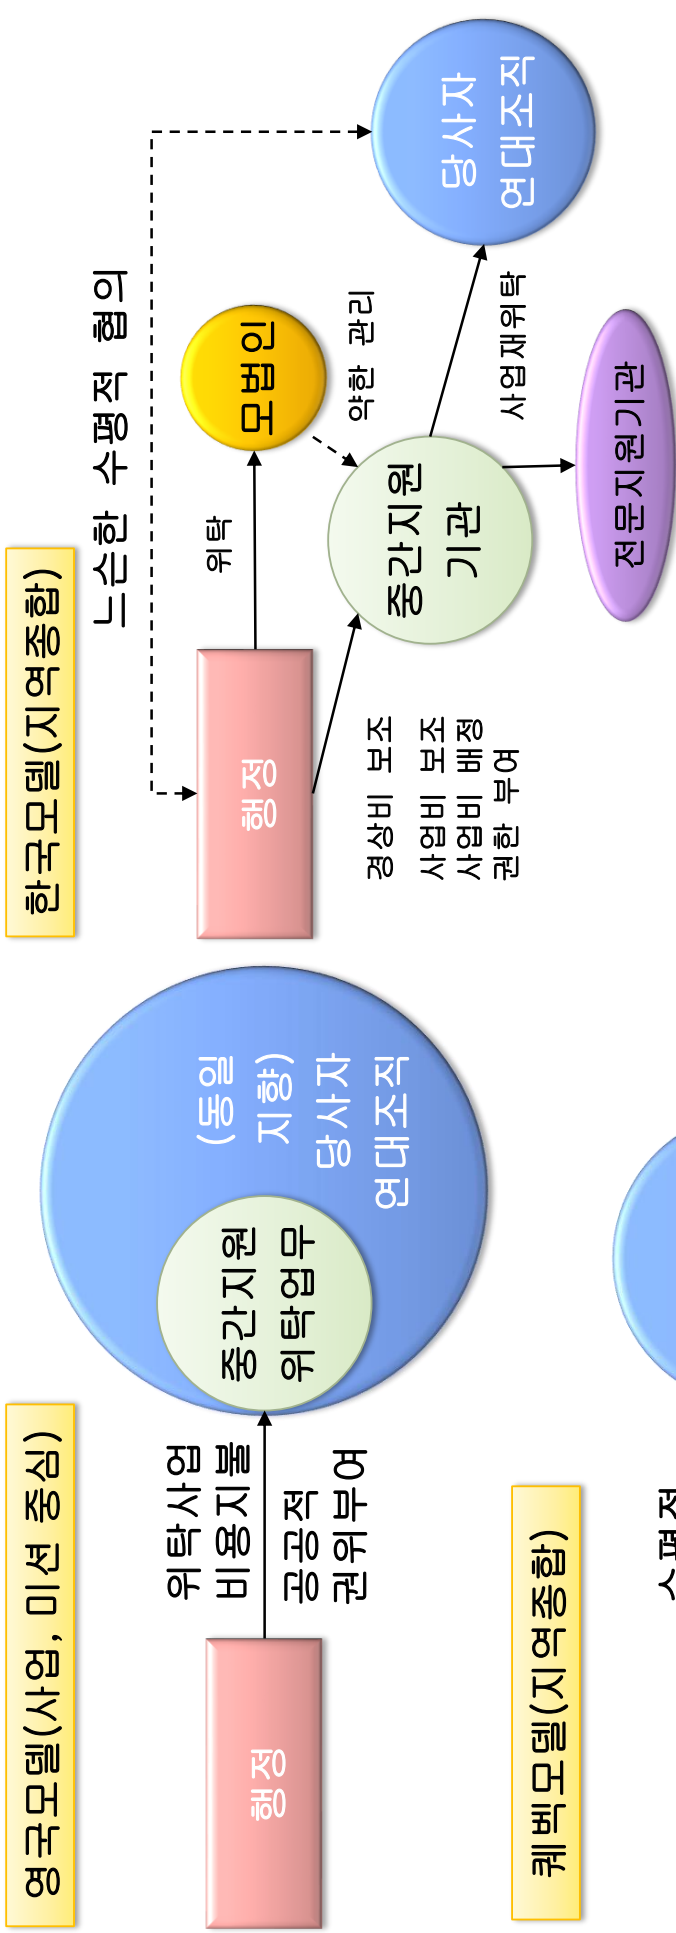 영국모델(사업, 미션 중심)
행정
위탁사업
비용지불
공공적
권위부여
중간지원
위탁업무
(동일
지향)
당사자
연대조직
한국모델(지역종합)
느슨한 수평적 협의
행정
위탁
모법인
약한 관리
경상비 보조
사업비 보조
사업비 배정
권한 부여
중간지원
기관
사업재위탁
당사자
연대조직
전문지원기관
퀘벡모델(지역종합)